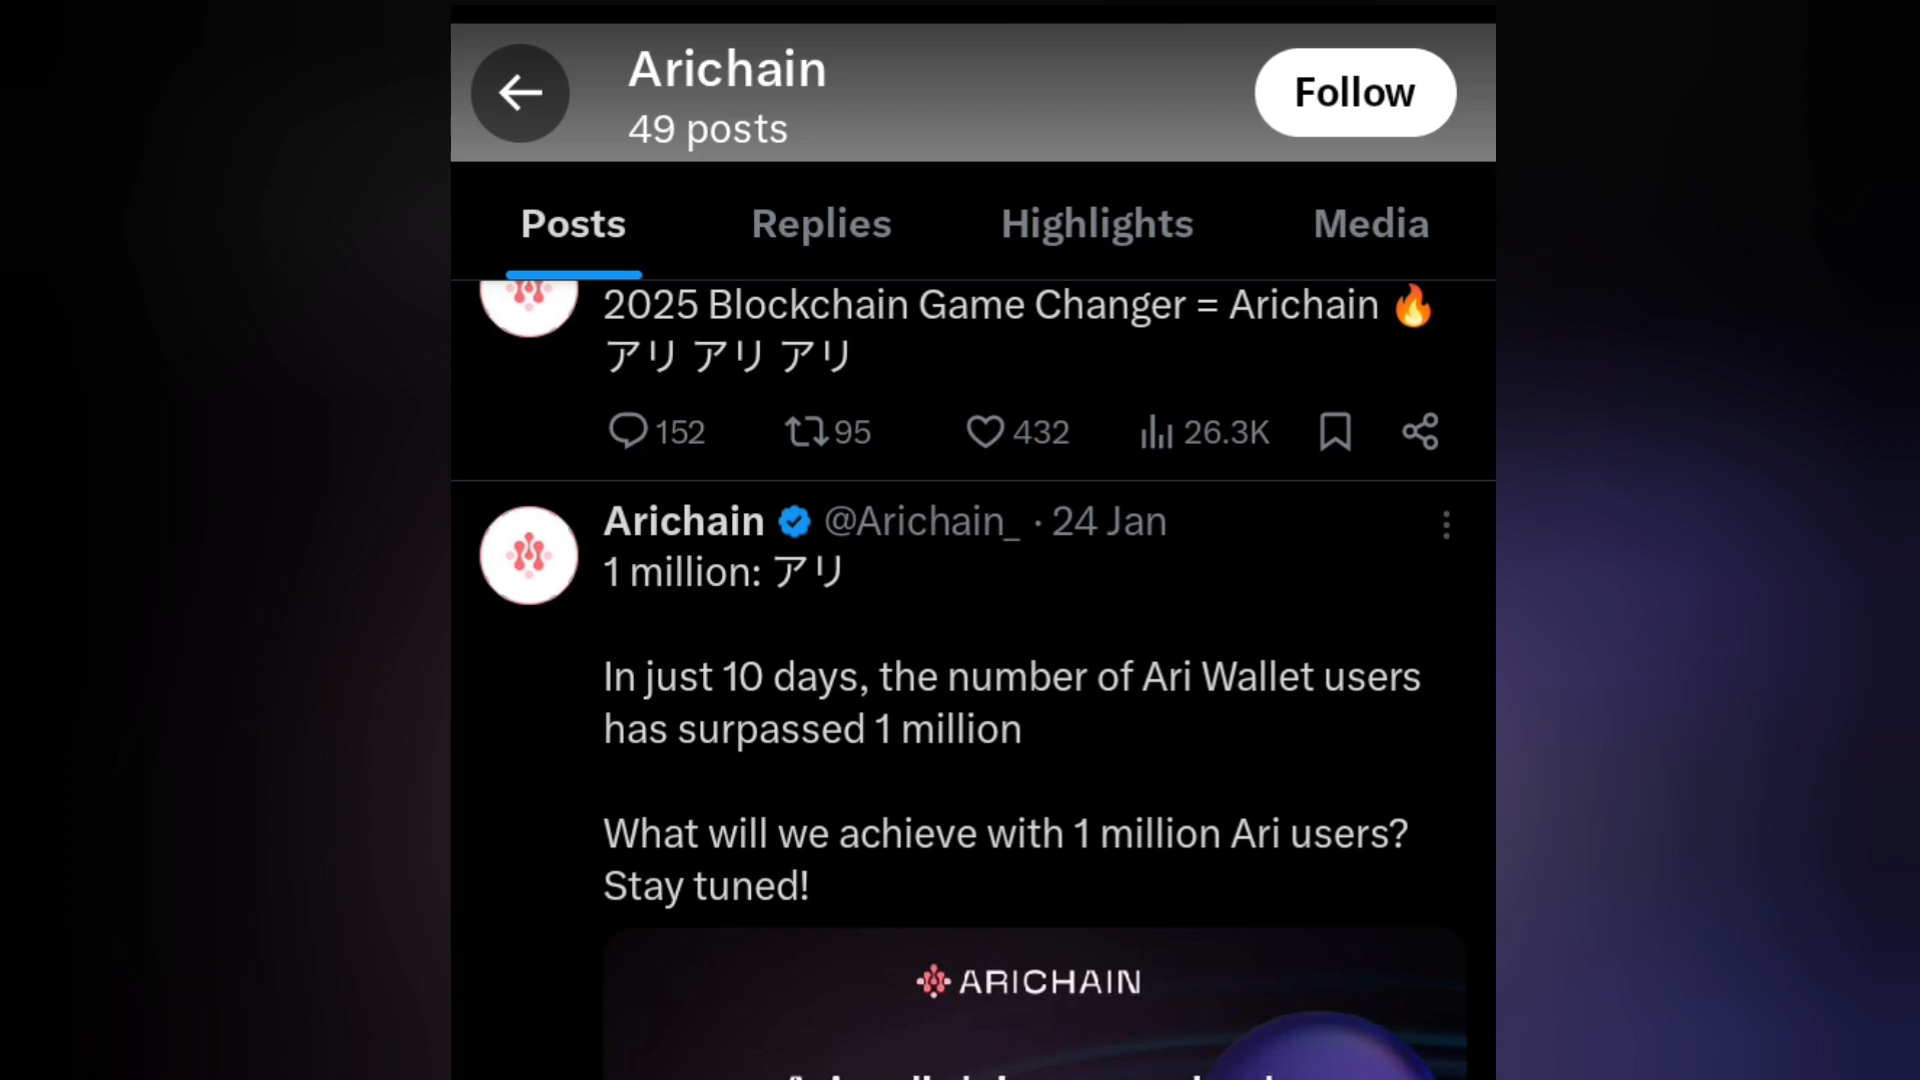 Arichain
49 posts
Follow
Posts
Replies
Highlights
Media
2025 Blockchain Game Changer = Arichain 🔥
アリ アリ アリ
152
95
432
26.3K
Arichain @Arichain_ · 24 Jan
1 million: アリ
In just 10 days, the number of Ari Wallet users
has surpassed 1 million
What will we achieve with 1 million Ari users?
Stay tuned!
ARICHAIN